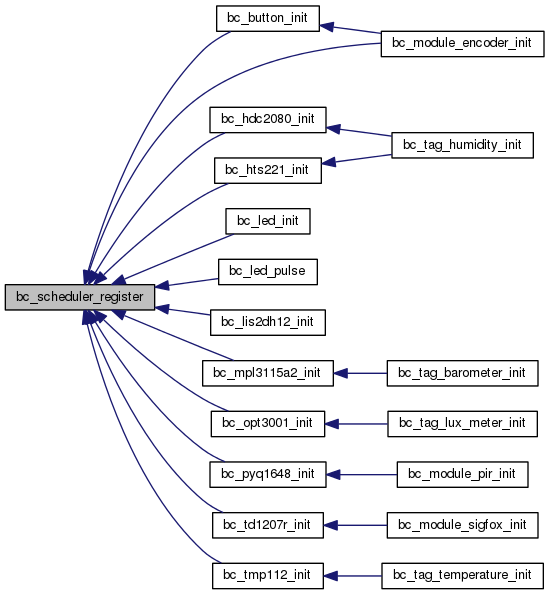 bc_button_init
bc_module_encoder_init
bc_hdc2080_init
bc_tag_humidity_init
bc_hts221_init
bc_led_init
bc_led_pulse
bc_scheduler_register
bc_lis2dh12_init
bc_mpl3115a2_init
bc_tag_barometer_init
bc_opt3001_init
bc_tag_lux_meter_init
bc_pyq1648_init
bc_module_pir_init
bc_td1207r_init
bc_module_sigfox_init
bc_tmp112_init
bc_tag_temperature_init